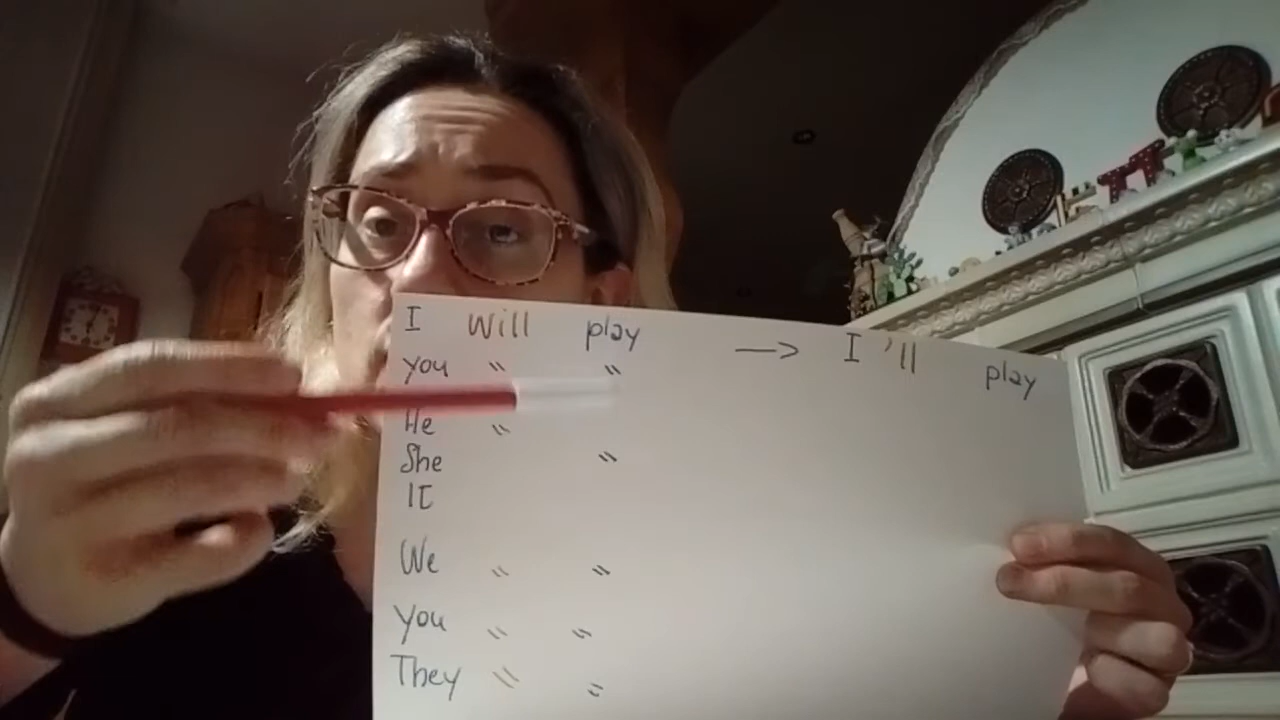 I will play → I'll play
you " "
He "
She "
It
We " "
You " "
They " "